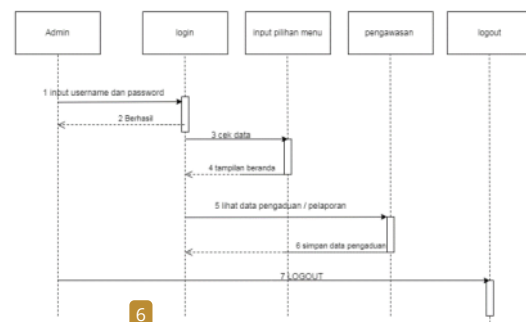 Admin
login
input pilihan menu
pengawasan
logout
1 input username dan password
2 Berhasil
3 cek data
4 tampilan beranda
5 lihat data pengaduan / pelaporan
6 simpan data pengaduan
7 LOGOUT
6